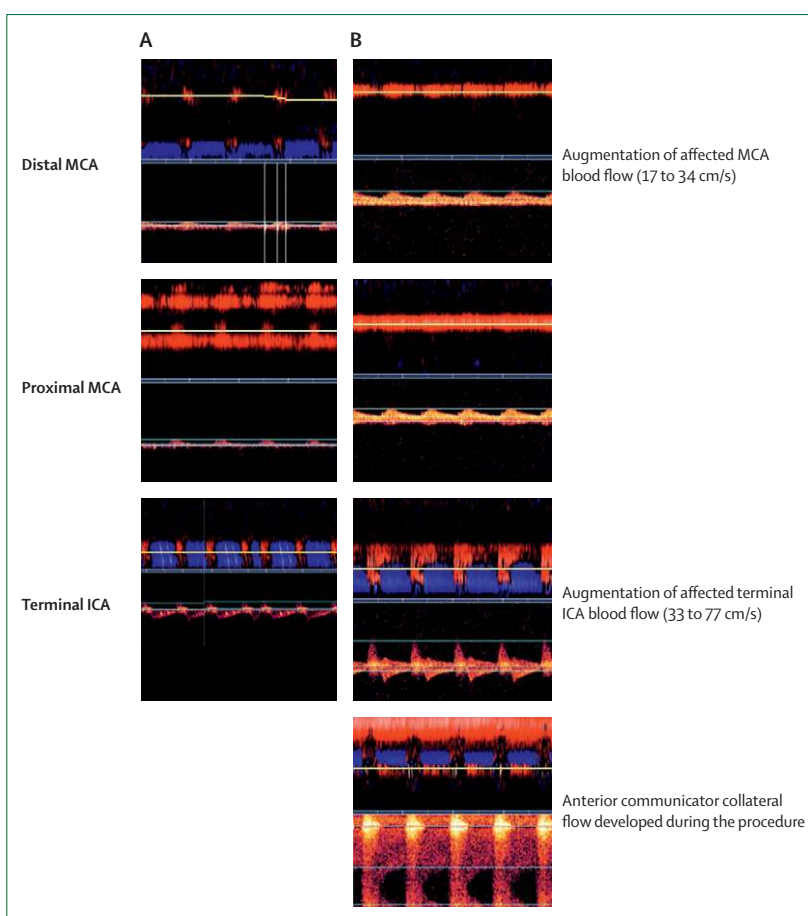 A
B
Distal MCA
Augmentation of affected MCA
blood flow (17 to 34 cm/s)
Proximal MCA
Terminal ICA
Augmentation of affected terminal
ICA blood flow (33 to 77 cm/s)
Anterior communicator collateral
flow developed during the procedure